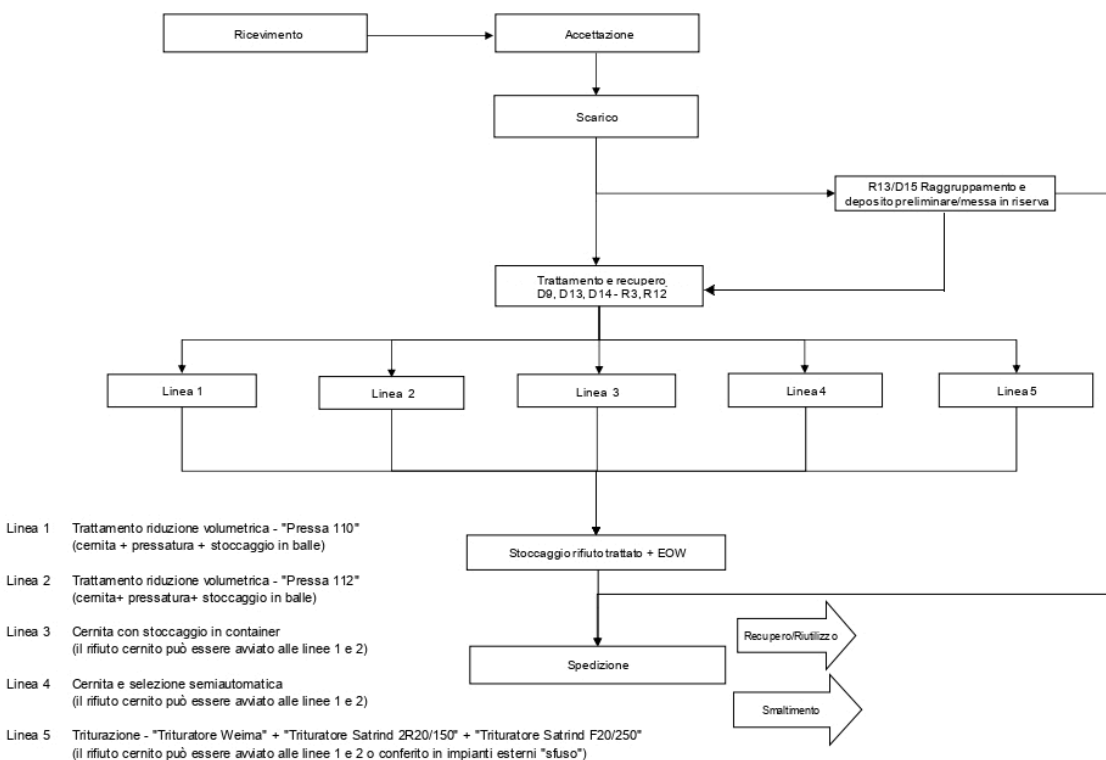 Ricevimento
Accettazione
Scarico
R13/D15 Raggruppamento e
deposito preliminare/messa in riserva
Trattamento e recupero
D9, D13, D14 - R3, R12
Linea 1
Linea 2
Linea 3
Linea 4
Linea 5
Linea 1 Trattamento riduzione volumetrica - "Pressa 110"
(cernita + pressatura + stoccaggio in balle)
Linea 2 Trattamento riduzione volumetrica - "Pressa 112"
(cernita+ pressatura+ stoccaggio in balle)
Linea 3 Cernita con stoccaggio in container
(il rifiuto cernito può essere avviato alle linee 1 e 2)
Linea 4 Cernita e selezione semiautomatica
(il rifiuto cernito può essere avviato alle linee 1 e 2)
Linea 5 Triturazione - "Trituratore Weima" + "Trituratore Satrind 2R20/150" + "Trituratore Satrind F20/250"
(il rifiuto cernito può essere avviato alle linee 1 e 2 o conferito in impianti esterni "sfuso")
Stoccaggio rifiuto trattato + EOW
Spedizione
Recupero/Riutilizzo
Smaltimento